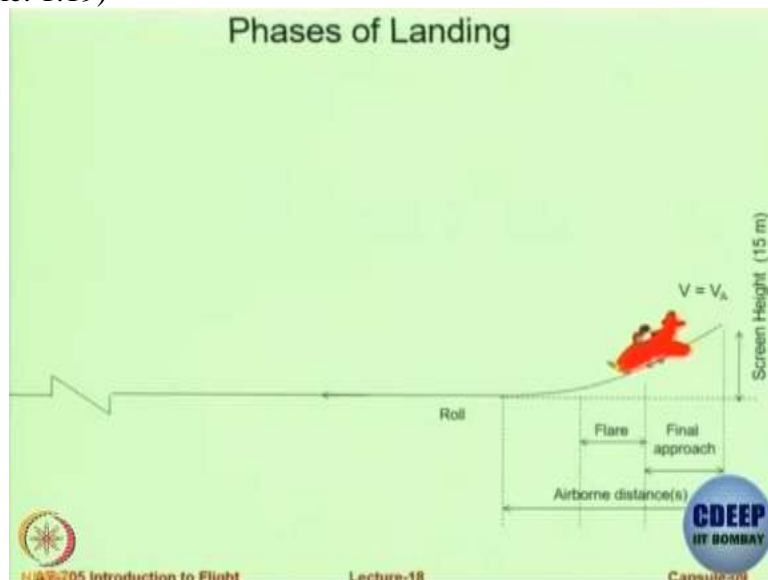 Phases of Landing
V = VA
Screen Height (15 m)
Roll
Flare
Final
approach
Airborne distance(s)
CDEEP
IIT BOMBAY
705 Introduction to Flight
Lecture-18